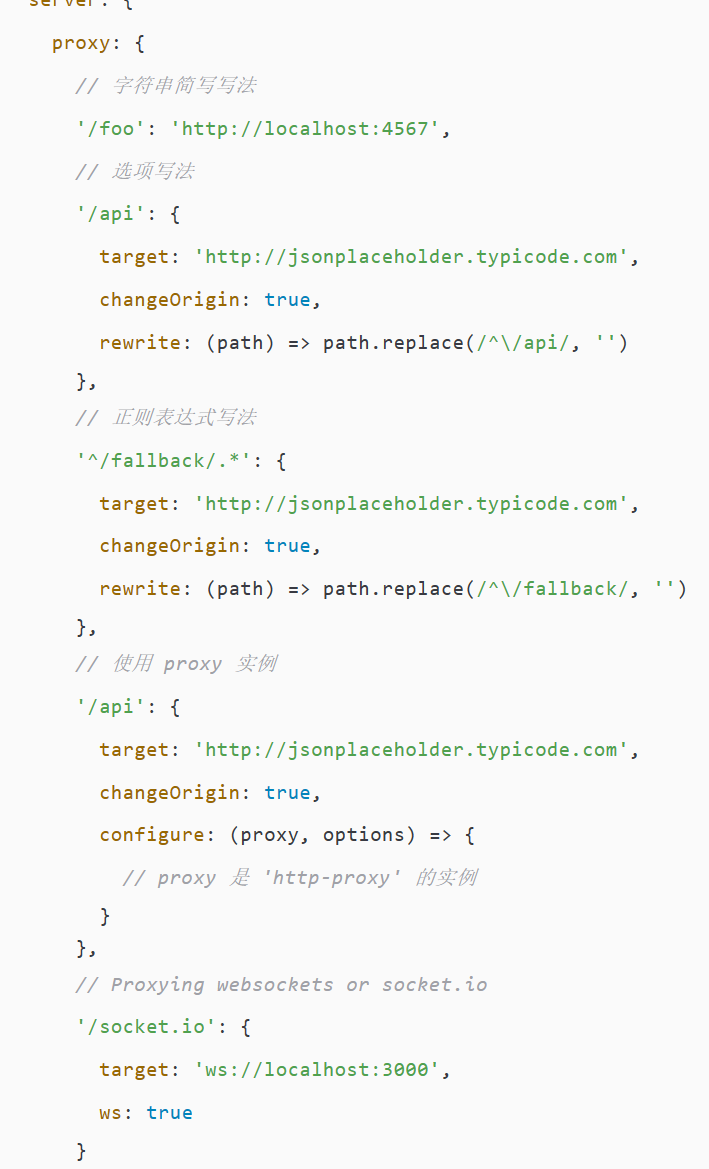 server: {
proxy: {
// 字符串简写写法
'/foo': 'http://localhost:4567',
// 选项写法
'/api': {
target: 'http://jsonplaceholder.typicode.com',
changeOrigin: true,
rewrite: (path) => path.replace(/^\/api/, '')
},
// 正则表达式写法
'^/fallback/.*': {
target: 'http://jsonplaceholder.typicode.com',
changeOrigin: true,
rewrite: (path) => path.replace(/^\/fallback/, '')
},
// 使用 proxy 实例
'/api': {
target: 'http://jsonplaceholder.typicode.com',
changeOrigin: true,
configure: (proxy, options) => {
// proxy 是 'http-proxy' 的实例
}
},
// Proxying websockets or socket.io
'/socket.io': {
target: 'ws://localhost:3000',
ws: true
}